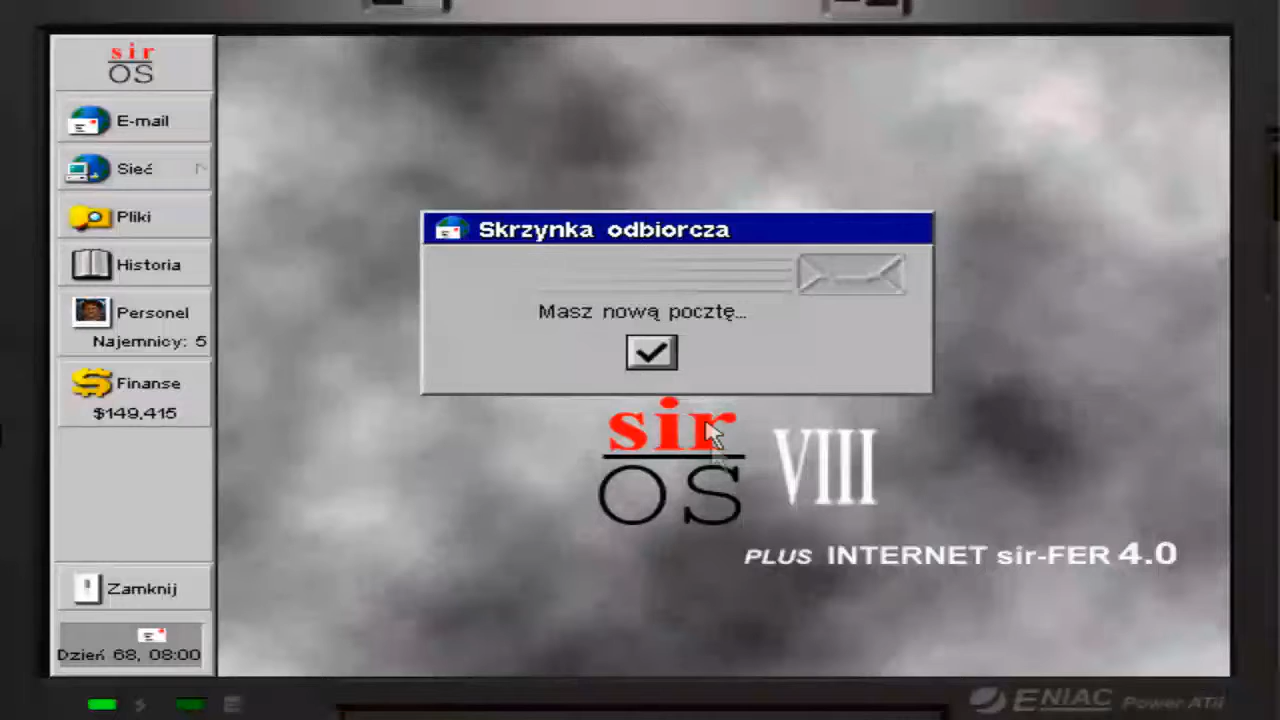 sir
OS
E-mail
Sieć
Pliki
Historia
Personel
Najemnicy: 5
Finanse
$149,415
Zamknij
Dzień 68, 08:00
Skrzynka odbiorcza
Masz nową pocztę...
sir
OS VIII
PLUS INTERNET sir-FER 4.0
ENIAC Power ATII